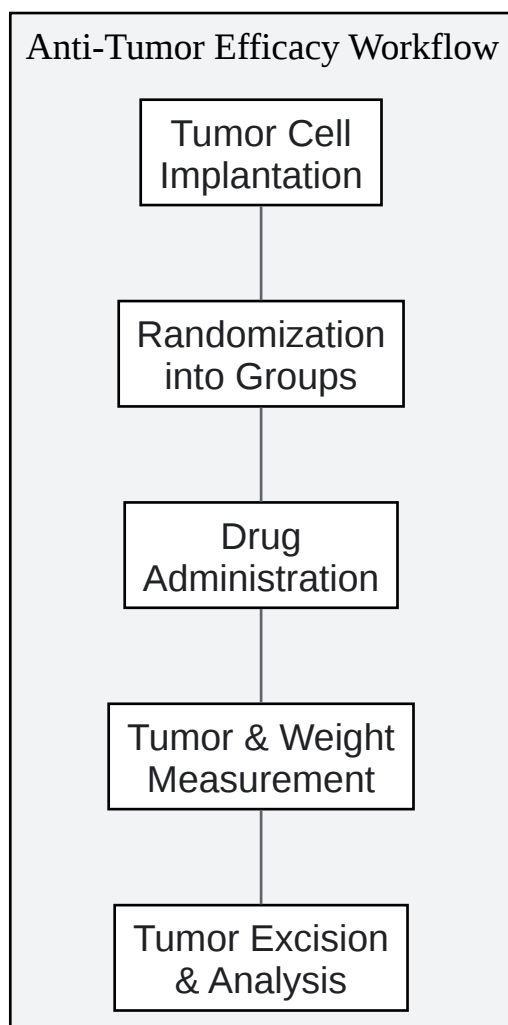 Anti-Tumor Efficacy Workflow
Tumor Cell
Implantation
Randomization
into Groups
Drug
Administration
Tumor & Weight
Measurement
Tumor Excision
& Analysis